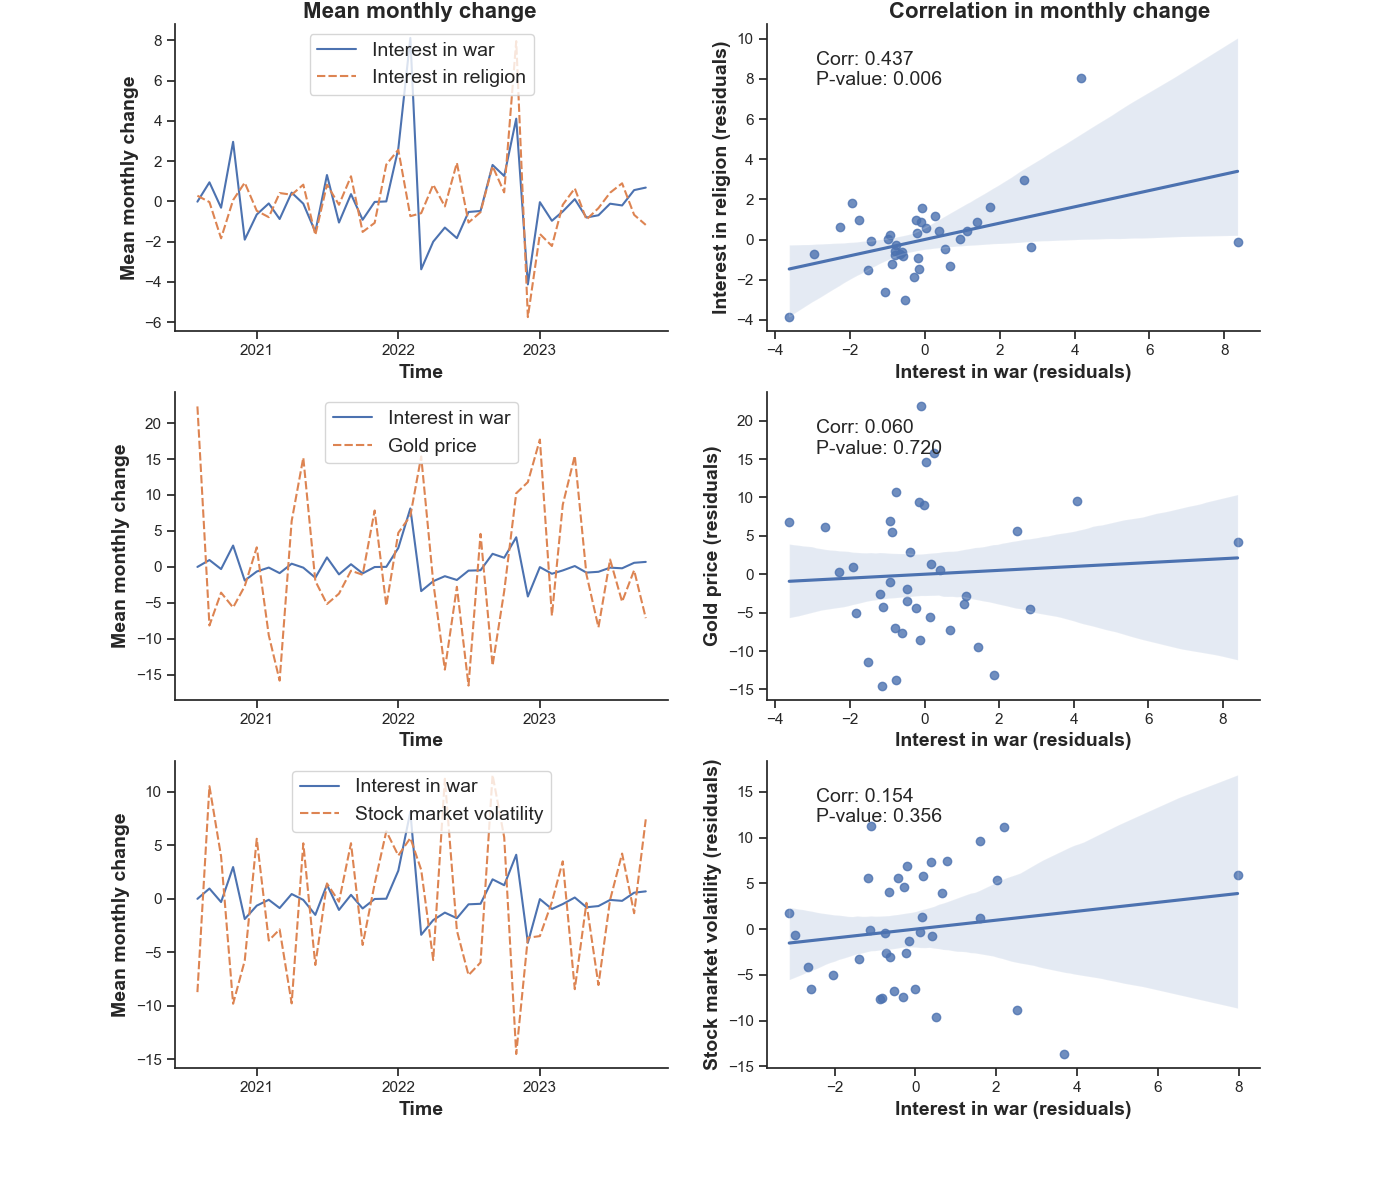 Mean monthly change
Correlation in monthly change
Mean monthly change
8
6
4
2
0
−2
−4
−6
Interest in war
Interest in religion
2021
2022
2023
Time
Interest in religion (residuals)
10
8
6
4
2
0
−2
−4
Corr: 0.437
P-value: 0.006
−4
−2
0
2
4
6
8
Interest in war (residuals)
Mean monthly change
20
15
10
5
0
−5
−10
−15
Interest in war
Gold price
2021
2022
2023
Time
Gold price (residuals)
20
15
10
5
0
−5
−10
−15
Corr: 0.060
P-value: 0.720
−4
−2
0
2
4
6
8
Interest in war (residuals)
Mean monthly change
10
5
0
−5
−10
−15
Interest in war
Stock market volatility
2021
2022
2023
Time
Stock market volatility (residuals)
15
10
5
0
−5
−10
−15
Corr: 0.154
P-value: 0.356
−2
0
2
4
6
8
Interest in war (residuals)